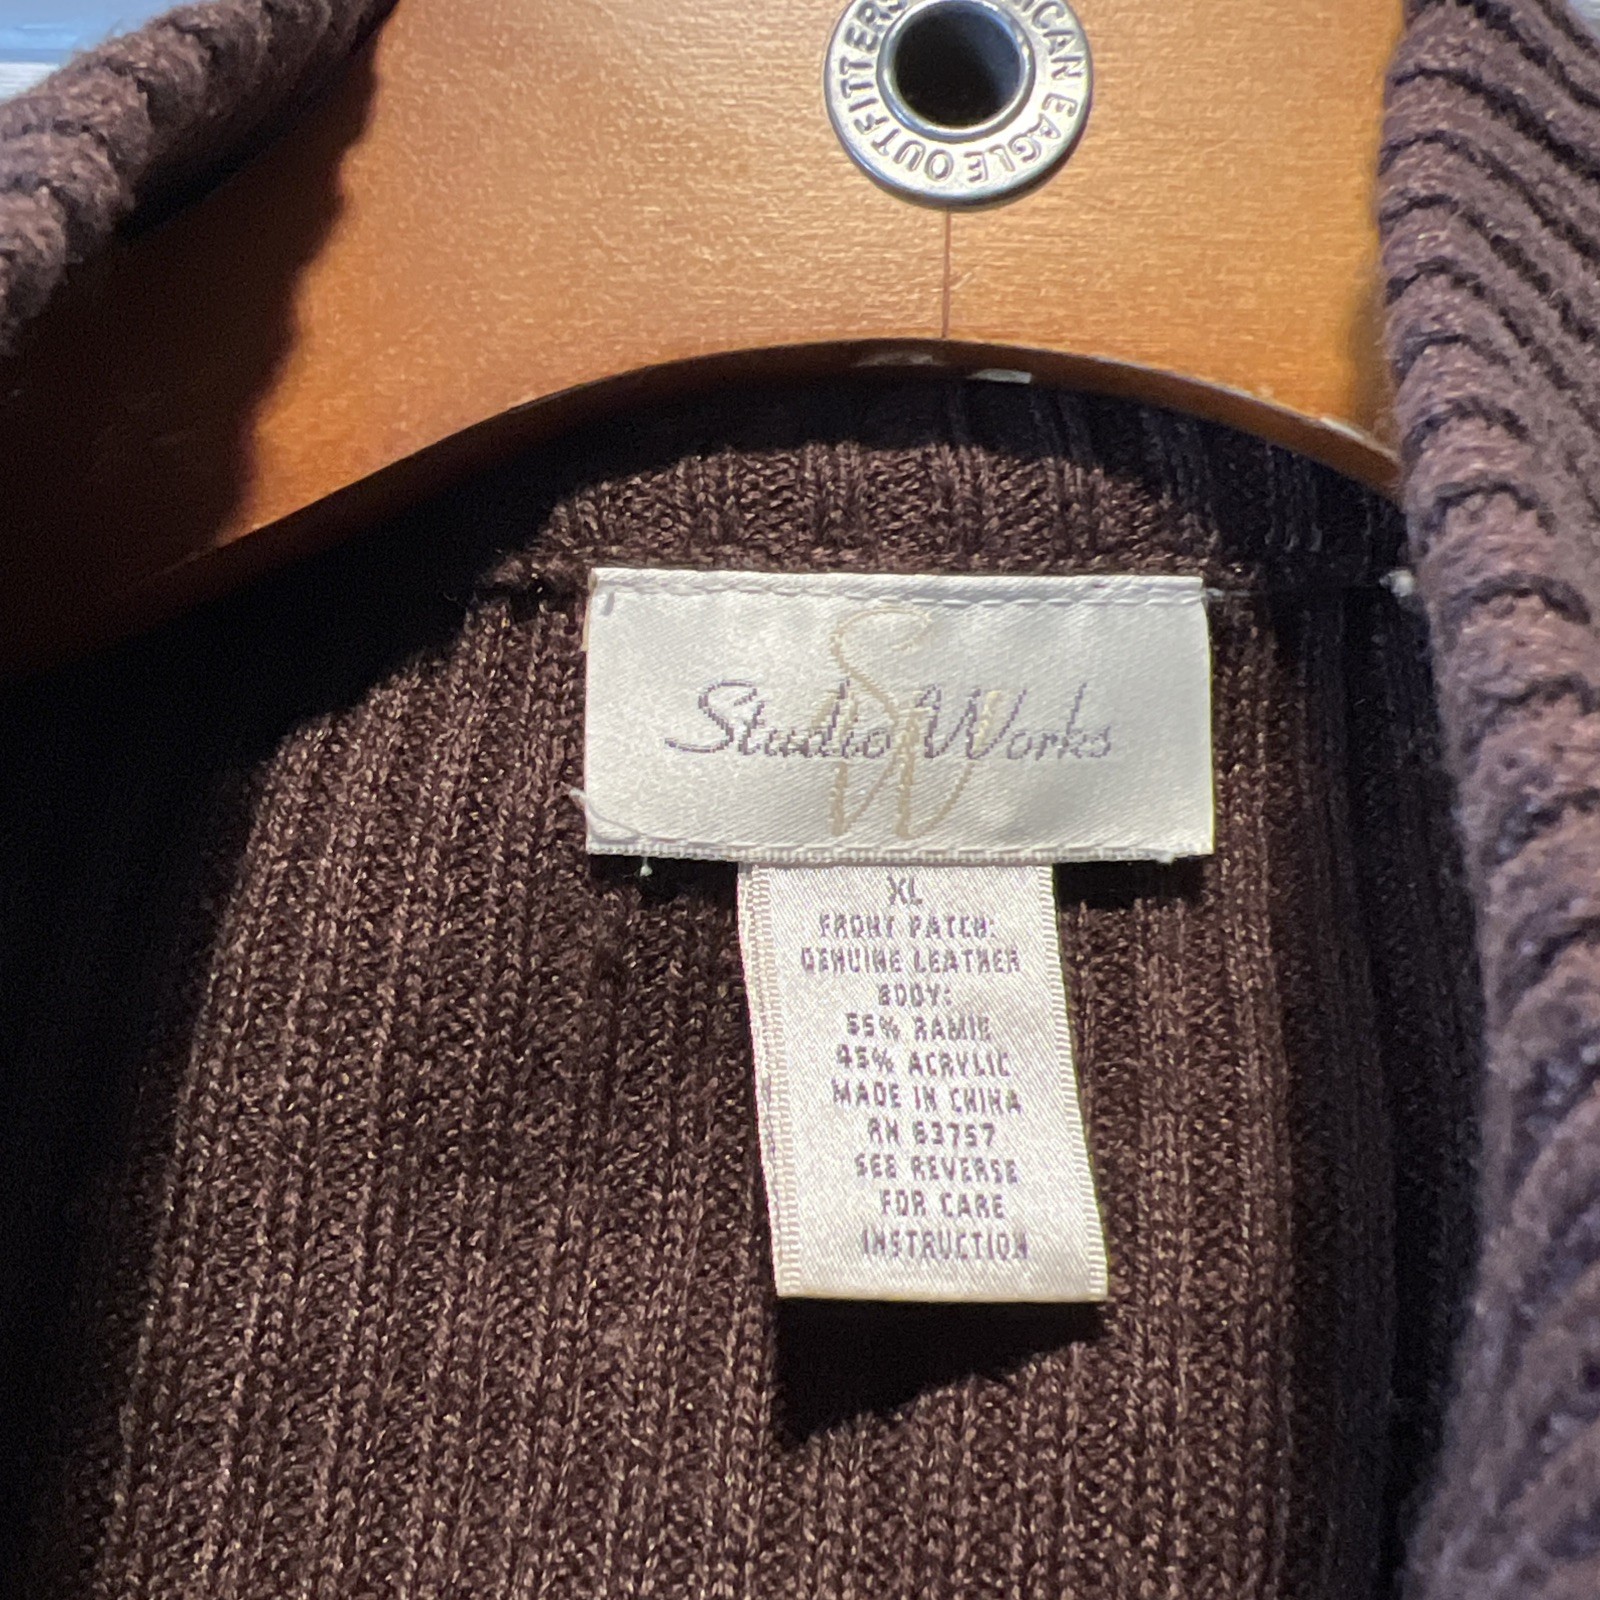 AMERICAN EAGLE OUTFITTERS
SW
Studio Works
XL
FRONT PATCH:
GENUINE LEATHER
BODY:
55% RAMIE
45% ACRYLIC
MADE IN CHINA
RN 63757
SEE REVERSE
FOR CARE
INSTRUCTION